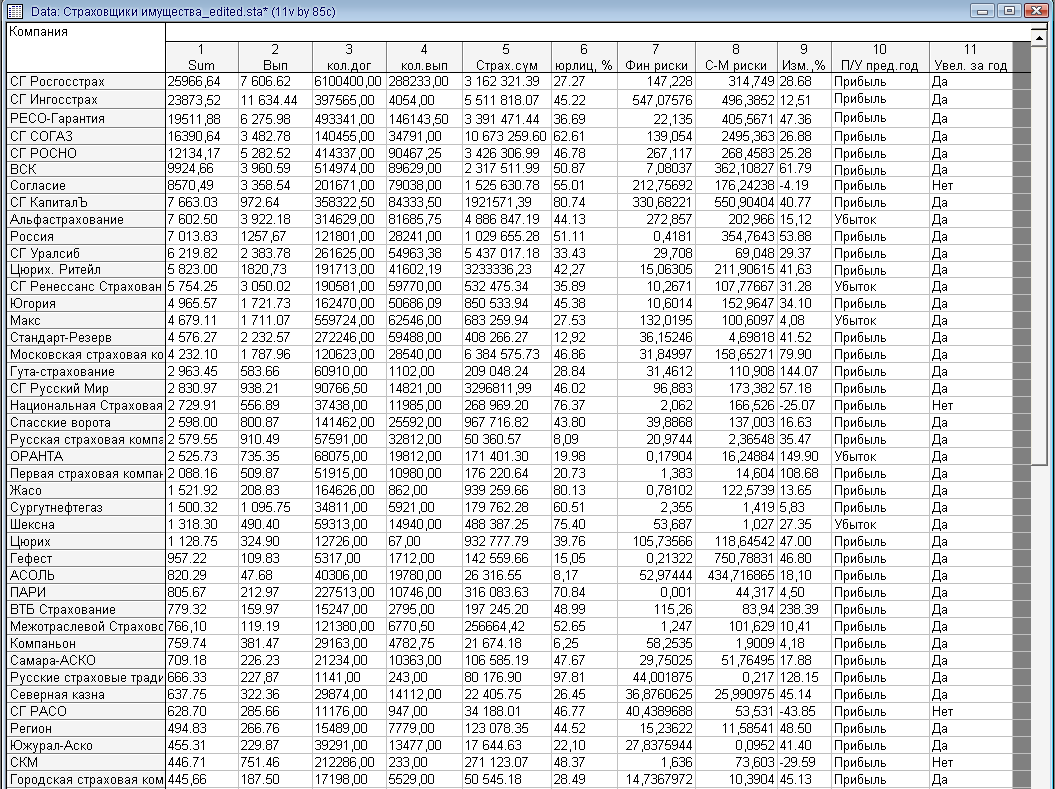 Data: Страховщики имущества_edited.sta* (11v by 85c)
Компания
1 2 3 4 5 6 7 8 9 10 11
Sum Вып кол.дог кол.вып Страх.сум юрлиц, % Фин риски С-М риски Изм.,% П/У пред.год Увел. за год
СГ Росгосстрах 25966,64 7 606.62 6100400,00 288233,00 3 162 321.39 27.27 147,228 314,749 28.68 Прибыль Да
СГ Ингосстрах 23873,52 11 634.44 397565,00 4054,00 5 511 818.07 45.22 547,07576 496,3852 12,51 Прибыль Да
РЕСО-Гарантия 19511,88 6 275.98 493341,00 146143,50 3 391 471.44 36.69 22,135 405,5671 47.36 Прибыль Да
СГ СОГАЗ 16390,64 3 482.78 140455,00 34791,00 10 673 259.60 62.61 139,054 2495,363 26.88 Прибыль Да
СГ РОСНО 12134,17 5 282.52 414337,00 90467,25 3 426 306.99 46.78 267,117 268,4583 25.28 Прибыль Да
ВСК 9924,66 3 960.59 514974,00 89629,00 2 317 511.99 50.87 7,08037 362,10827 61.79 Прибыль Да
Согласие 8570,49 3 358.54 201671,00 79038,00 1 525 630.78 55.01 212,75692 176,24238 -4.19 Прибыль Нет
СГ КапиталЪ 7 663.03 972.64 358322,50 84333,50 1921571,39 80.74 330,68221 550,90404 40.77 Прибыль Да
Альфастрахование 7 602.50 3 922.18 314629,00 81685,75 4 886 847.19 44.13 272,857 202,966 15,12 Убыток Да
Россия 7 013.83 1257,67 121801,00 28241,00 1 029 655.28 51.11 0,4181 354,7643 53.88 Прибыль Да
СГ Уралсиб 6 219.82 2 383.78 261625,00 54963,38 5 437 017.18 33.43 29,708 69,048 29.37 Прибыль Да
Цюрих. Ритейл 5 823.00 1820,73 191713,00 41602,19 3233336,23 42,27 15,06305 211,90615 41,63 Прибыль Да
СГ Ренессанс Страхован 5 754.25 3 050.02 190581,00 59770,00 532 475.34 35.89 10,2671 107,77667 31.28 Убыток Да
Югория 4 965.57 1 721.73 162470,00 50686,09 850 533.94 45.38 10,6014 152,9647 34.10 Прибыль Да
Макс 4 679.11 1 711.07 559724,00 62546,00 683 259.94 27.53 132,0195 100,6097 4,08 Убыток Да
Стандарт-Резерв 4 576.27 2 232.57 272246,00 59488,00 408 266.27 12,92 36,15246 4,69818 41.52 Прибыль Да
Московская страховая ко 4 232.10 1 787.96 120623,00 28540,00 6 384 575.73 46.86 31,84997 158,65271 79.90 Прибыль Да
Гута-страхование 2 963.45 583.66 60910,00 1102,00 209 048.24 28.84 31,4612 110,908 144.07 Прибыль Да
СГ Русский Мир 2 830.97 938.21 90766,50 14821,00 3296811,99 46.02 96,883 173,382 57.18 Прибыль Да
Национальная Страховая 2 729.91 556.89 37438,00 11985,00 268 969.20 76.37 2,062 166,526 -25.07 Прибыль Нет
Спасские ворота 2 598.00 800.87 141462,00 25592,00 967 716.82 43.80 39,8868 137,003 16.63 Прибыль Да
Русская страховая компа 2 579.55 910.49 57591,00 32812,00 50 360.57 8,09 20,9744 2,36548 35.47 Прибыль Да
ОРАНТА 2 525.73 735.35 68075,00 19812,00 171 401.30 19.98 0,17904 16,24884 149.90 Убыток Да
Первая страховая компан 2 088.16 509.87 51915,00 10980,00 176 220.64 20.73 1,383 14,604 108.68 Прибыль Да
Жасо 1 521.92 208.83 164626,00 862,00 939 259.66 80.13 0,78102 122,5739 13.65 Прибыль Да
Сургутнефтегаз 1 500.32 1 095.75 34811,00 5921,00 179 762.28 60.51 2,355 1,419 5,83 Прибыль Да
Шексна 1 318.30 490.40 59313,00 14940,00 488 387.25 75.40 53,687 1,027 27.35 Убыток Да
Цюрих 1 128.75 324.90 12726,00 67,00 932 777.79 39.76 105,73566 118,64542 47.00 Прибыль Да
Гефест 957.22 109.83 5317,00 1712,00 142 559.66 15,05 0,21322 750,78831 46.80 Прибыль Да
АСОЛЬ 820.29 47.68 40306,00 19780,00 26 316.55 8,17 52,97444 434,716865 18,10 Прибыль Да
ПАРИ 805.67 212.97 227513,00 10746,00 316 083.63 70.84 0,001 44,317 4,50 Прибыль Да
ВТБ Страхование 779.32 159.97 15247,00 2795,00 197 245.20 48.99 115,26 83,94 238.39 Прибыль Да
Межотраслевой Страховс 766,10 119.19 121380,00 6770,50 256664,42 52.65 1,247 101,629 10,41 Прибыль Да
Компаньон 759.74 381.47 29163,00 4782,75 21 674.18 6,25 58,2535 1,9009 4,18 Прибыль Да
Самара-АСКО 709.18 226.23 21234,00 10363,00 106 585.19 47.67 29,75025 51,76495 17.88 Прибыль Да
Русские страховые тради 666.33 227,87 1141,00 243,00 80 176.90 97.81 44,001875 0,217 128.15 Прибыль Да
Северная казна 637.75 322.36 29874,00 14112,00 22 405.75 26.45 36,8760625 25,990975 45.14 Прибыль Да
СГ РАСО 628.70 285.66 11176,00 947,00 34 188.01 46.77 40,4389688 53,531 -43.85 Прибыль Нет
Регион 494.83 266.76 15489,00 7779,00 123 078.35 44.52 15,23622 11,58541 48.50 Прибыль Да
Южурал-Аско 455.31 229.87 39291,00 13477,00 17 644.63 22,10 27,8375944 0,0952 41.40 Прибыль Да
СКМ 446.71 751.46 212286,00 233,00 271 123.07 48.37 1,636 73,603 -29.59 Прибыль Нет
Городская страховая ком 445,66 187.50 17198,00 5529,00 50 545.18 28.49 14,7367972 10,3904 45.13 Прибыль Да